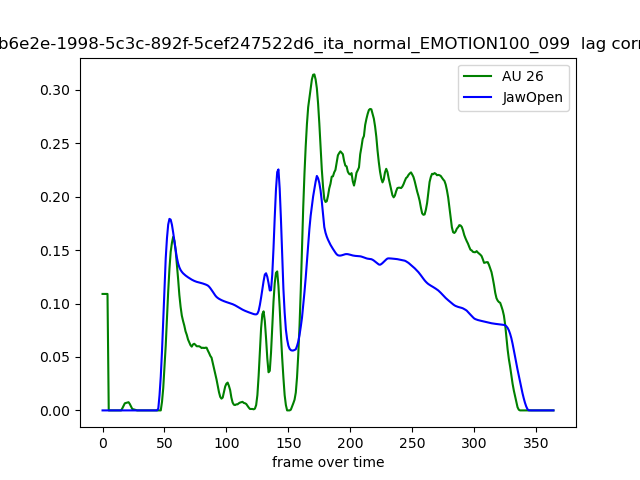 b6e2e-1998-5c3c-892f-5cef247522d6_ita_normal_EMOTION100_099 lag corr
AU 26
JawOpen
0.30
0.25
0.20
0.15
0.10
0.05
0.00
0 50 100 150 200 250 300 350
frame over time